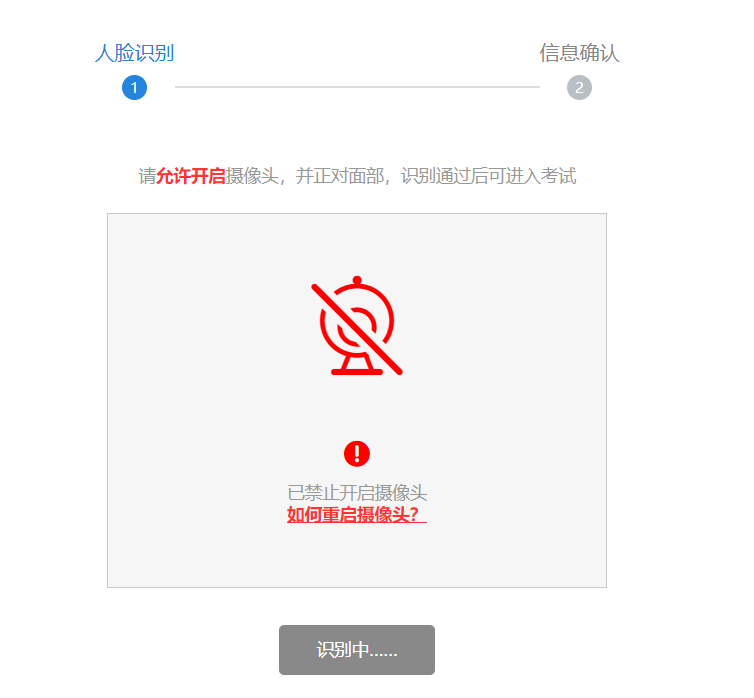 人脸识别
信息确认
1
2
请允许开启摄像头，并正对面部，识别通过后可进入考试
已禁止开启摄像头
如何重启摄像头？
识别中......